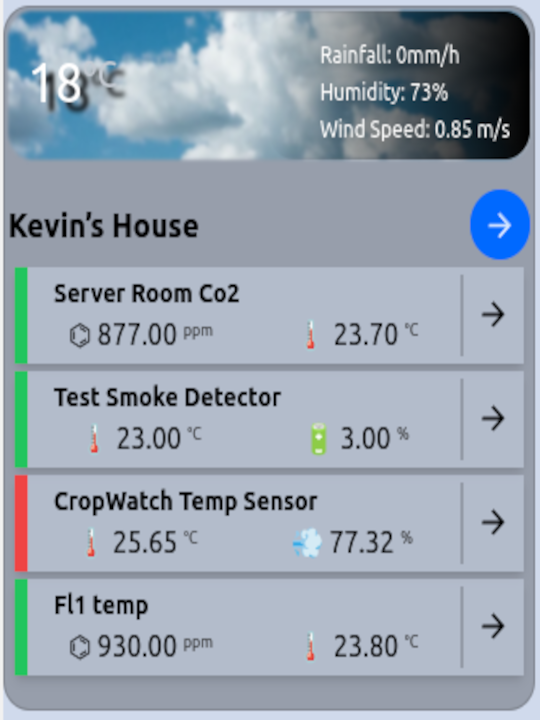 18°C
Rainfall: 0mm/h
Humidity: 73%
Wind Speed: 0.85 m/s
Kevin's House
Server Room Co2
877.00 ppm 23.70 °C
Test Smoke Detector
23.00 °C 3.00 %
CropWatch Temp Sensor
25.65 °C 77.32 %
Fl1 temp
930.00 ppm 23.80 °C